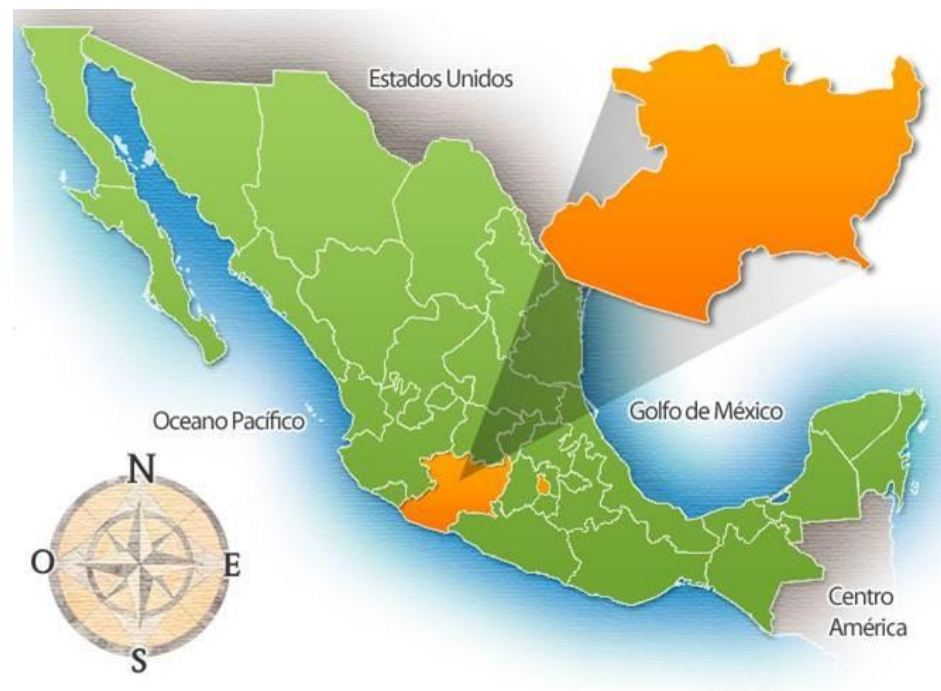 Estados Unidos
Oceano Pacífico
Golfo de México
N
O
E
S
Centro
América